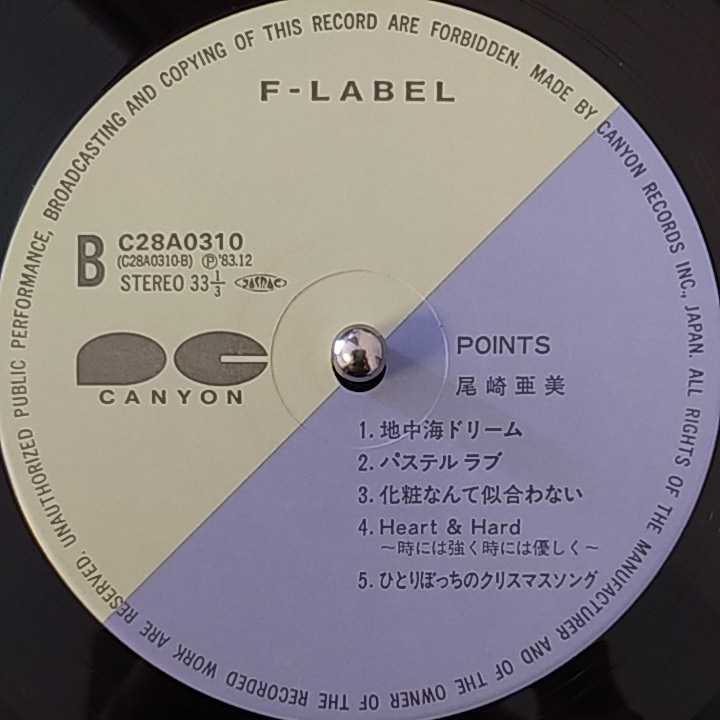 UNAUTHORIZED PUBLIC PERFORMANCE, BROADCASTING AND COPYING OF THIS RECORD ARE FORBIDDEN. MADE BY CANYON RECORDS INC., JAPAN. ALL RIGHTS OF THE MANUFACTURER AND OF THE OWNER OF THE RECORDED WORK ARE RESERVED.
F-LABEL
B
C28A0310
(C28A0310-B) Ⓟ'83.12
STEREO 33 1/3
CANYON
POINTS
尾崎亜美
1. 地中海ドリーム
2. パステルラブ
3. 化粧なんて似合わない
4. Heart & Hard
～時には強く時には優しく～
5. ひとりぼっちのクリスマスソング